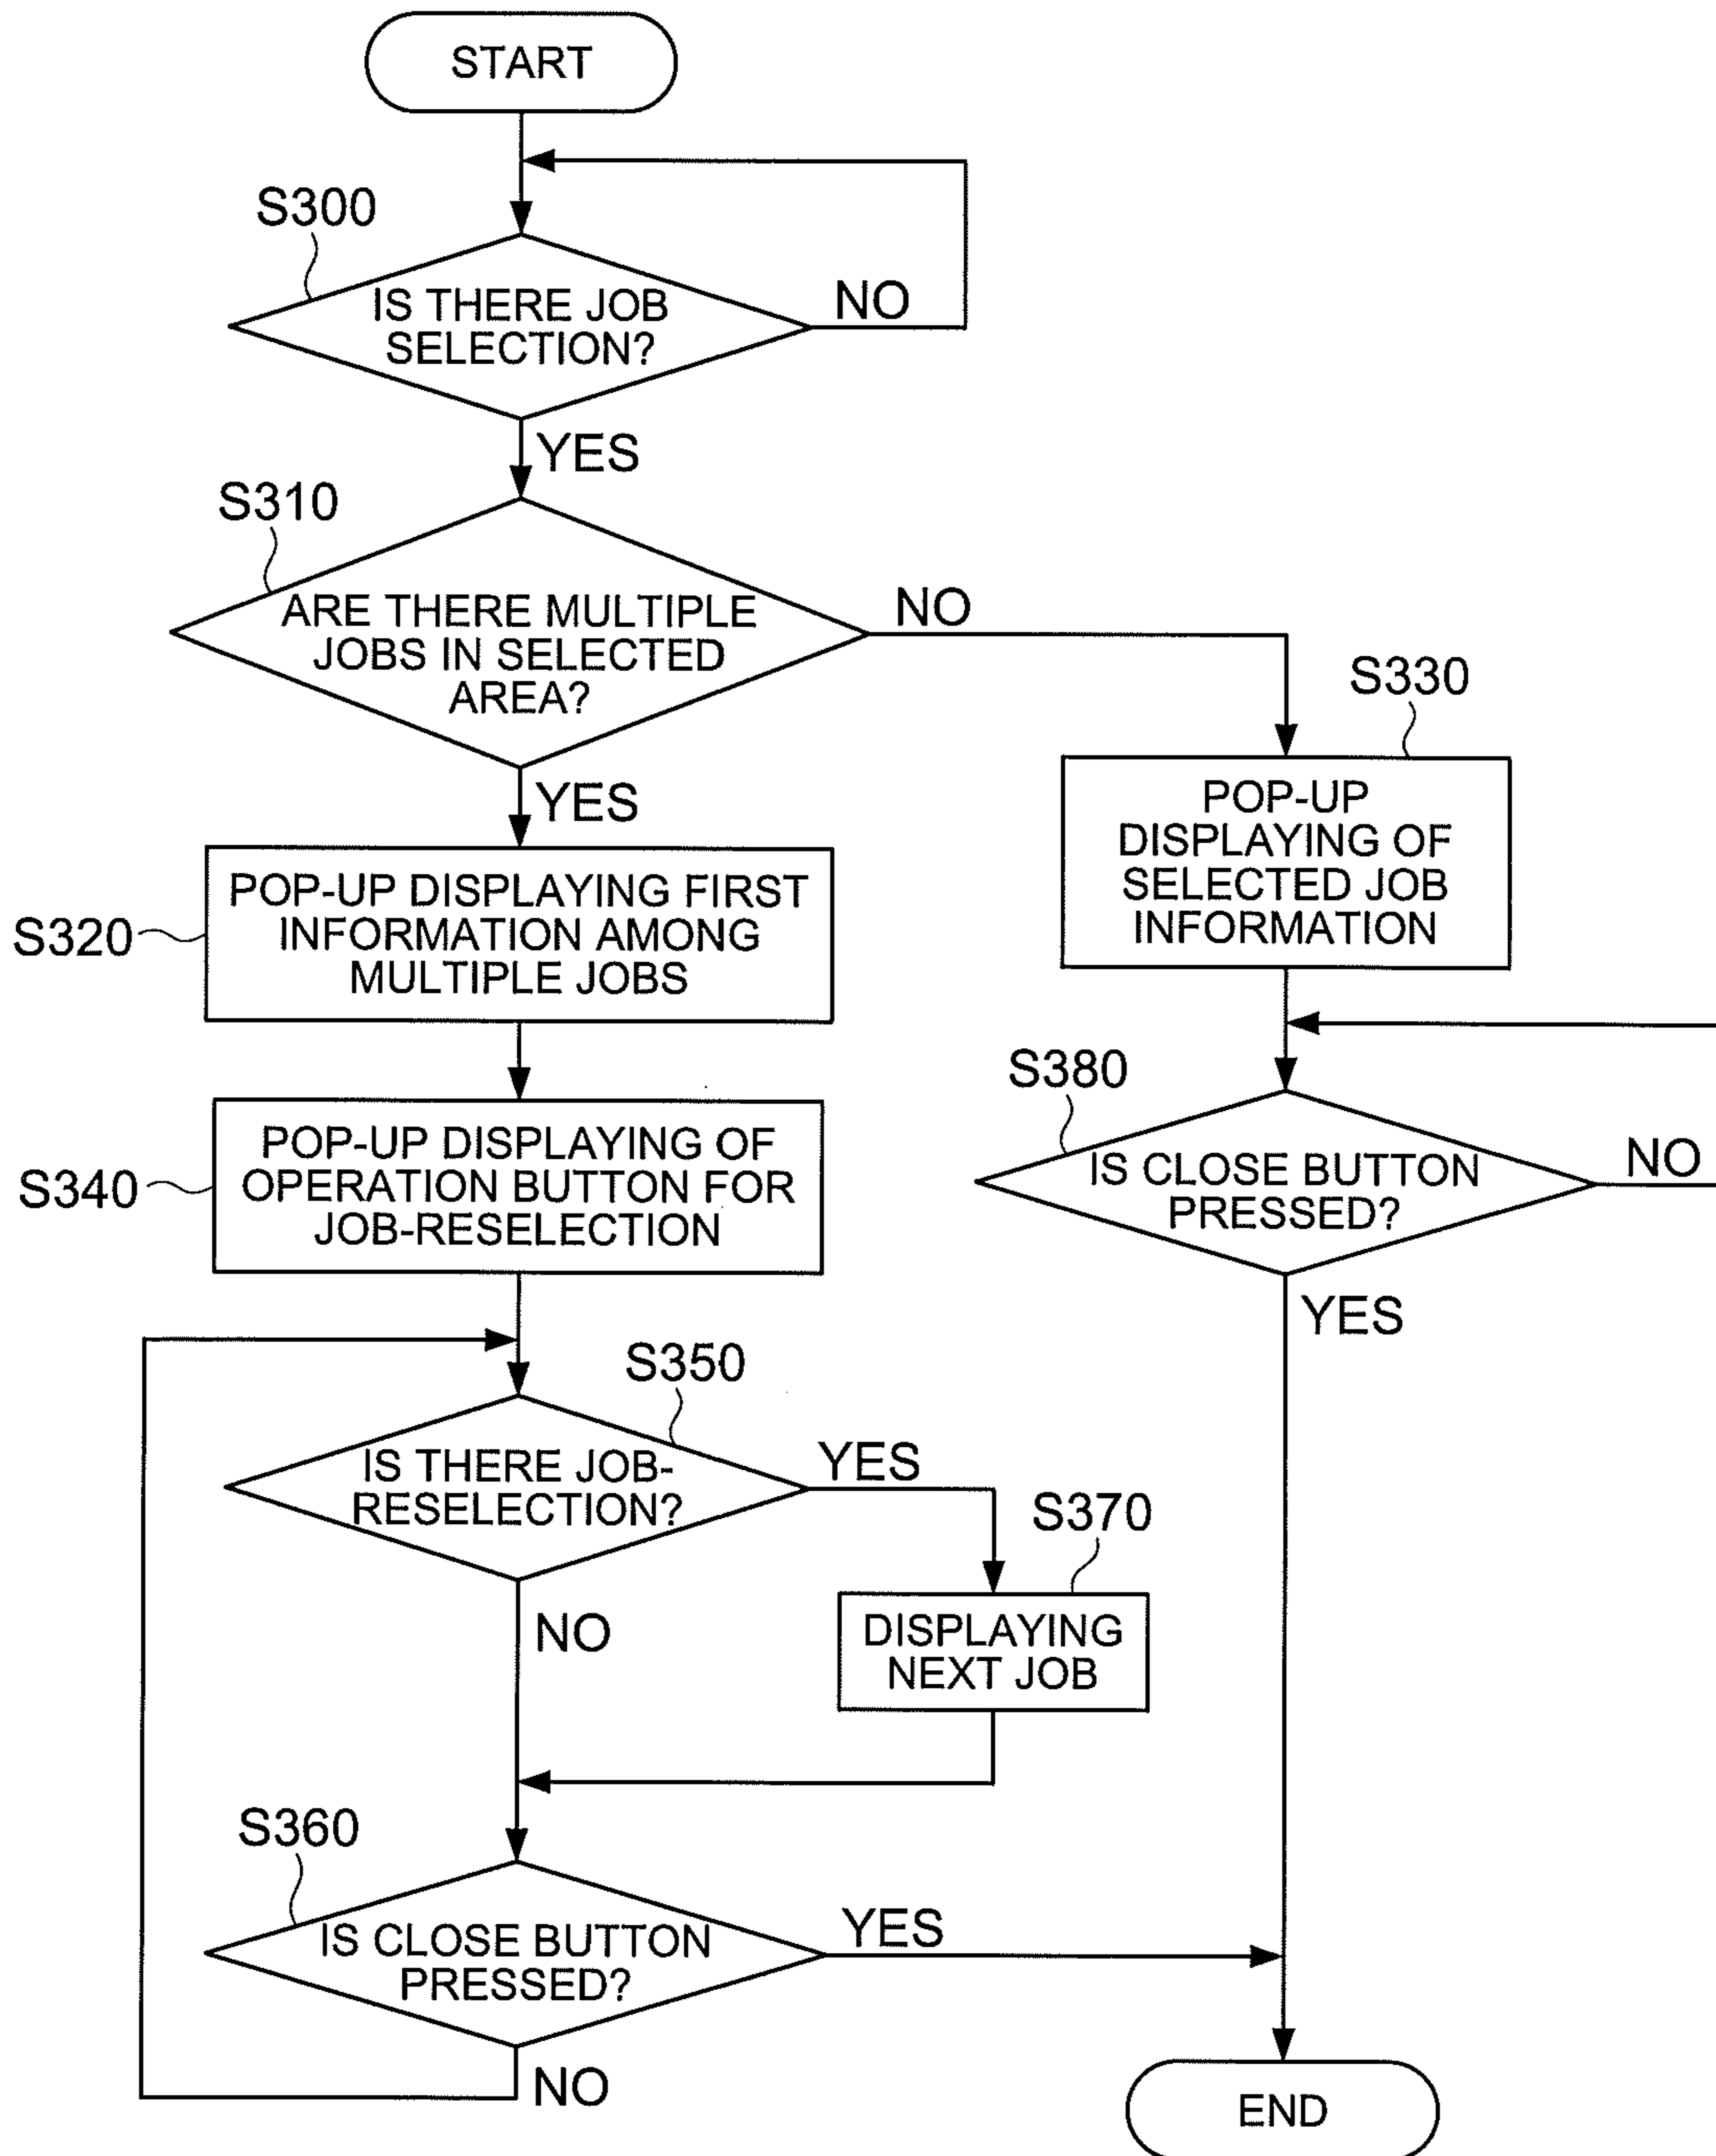 START
S300
IS THERE JOB
SELECTION?
NO
YES
S310
ARE THERE MULTIPLE
JOBS IN SELECTED
AREA?
NO
YES
S330
POP-UP
DISPLAYING OF
SELECTED JOB
INFORMATION
S320
POP-UP DISPLAYING FIRST
INFORMATION AMONG
MULTIPLE JOBS
S380
IS CLOSE BUTTON
PRESSED?
NO
YES
S340
POP-UP DISPLAYING OF
OPERATION BUTTON FOR
JOB-RESELECTION
S350
IS THERE JOB-
RESELECTION?
YES
NO
S370
DISPLAYING
NEXT JOB
S360
IS CLOSE BUTTON
PRESSED?
YES
NO
END